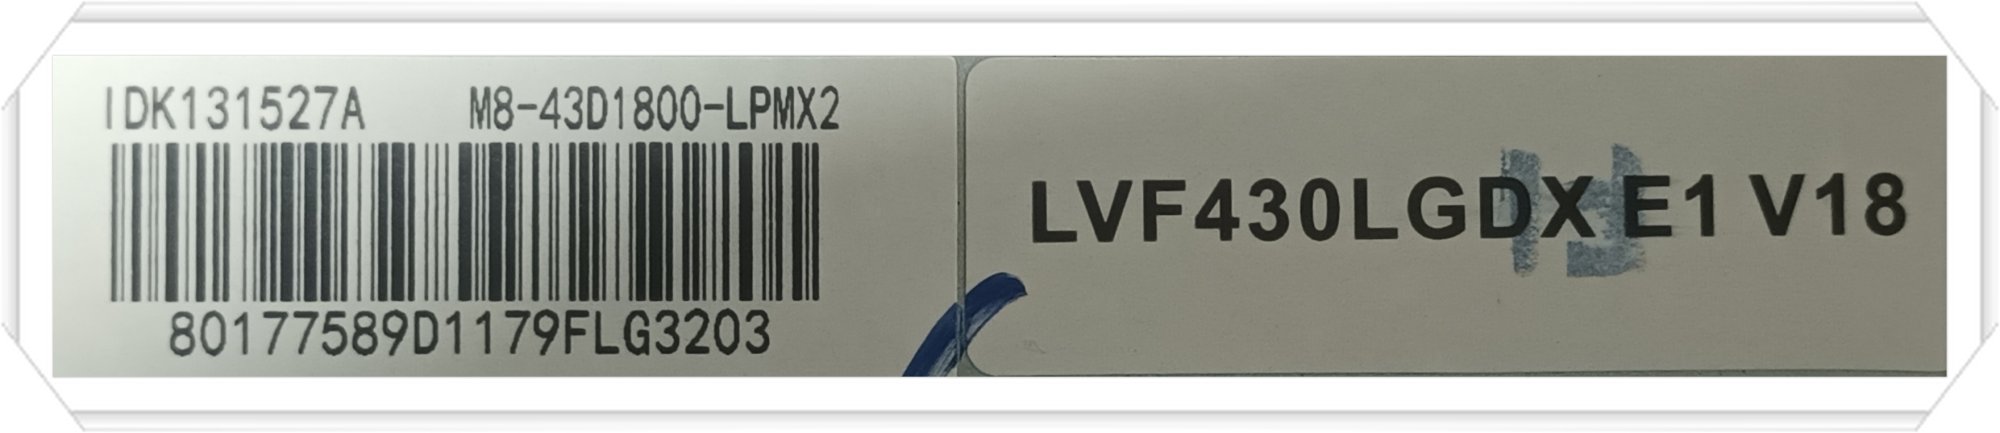 IDK131527A M8-43D1800-LPMX2
80177589D1179FLG3203
LVF430LGDX E1 V18